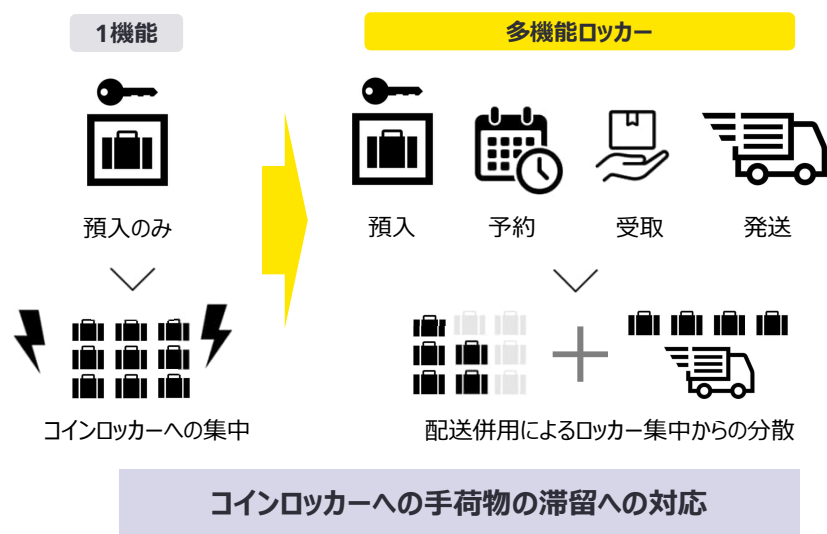 1機能
多機能ロッカー
預入のみ
預入
予約
受取
発送
コインロッカーへの集中
配送併用によるロッカー集中からの分散
コインロッカーへの手荷物の滞留への対応